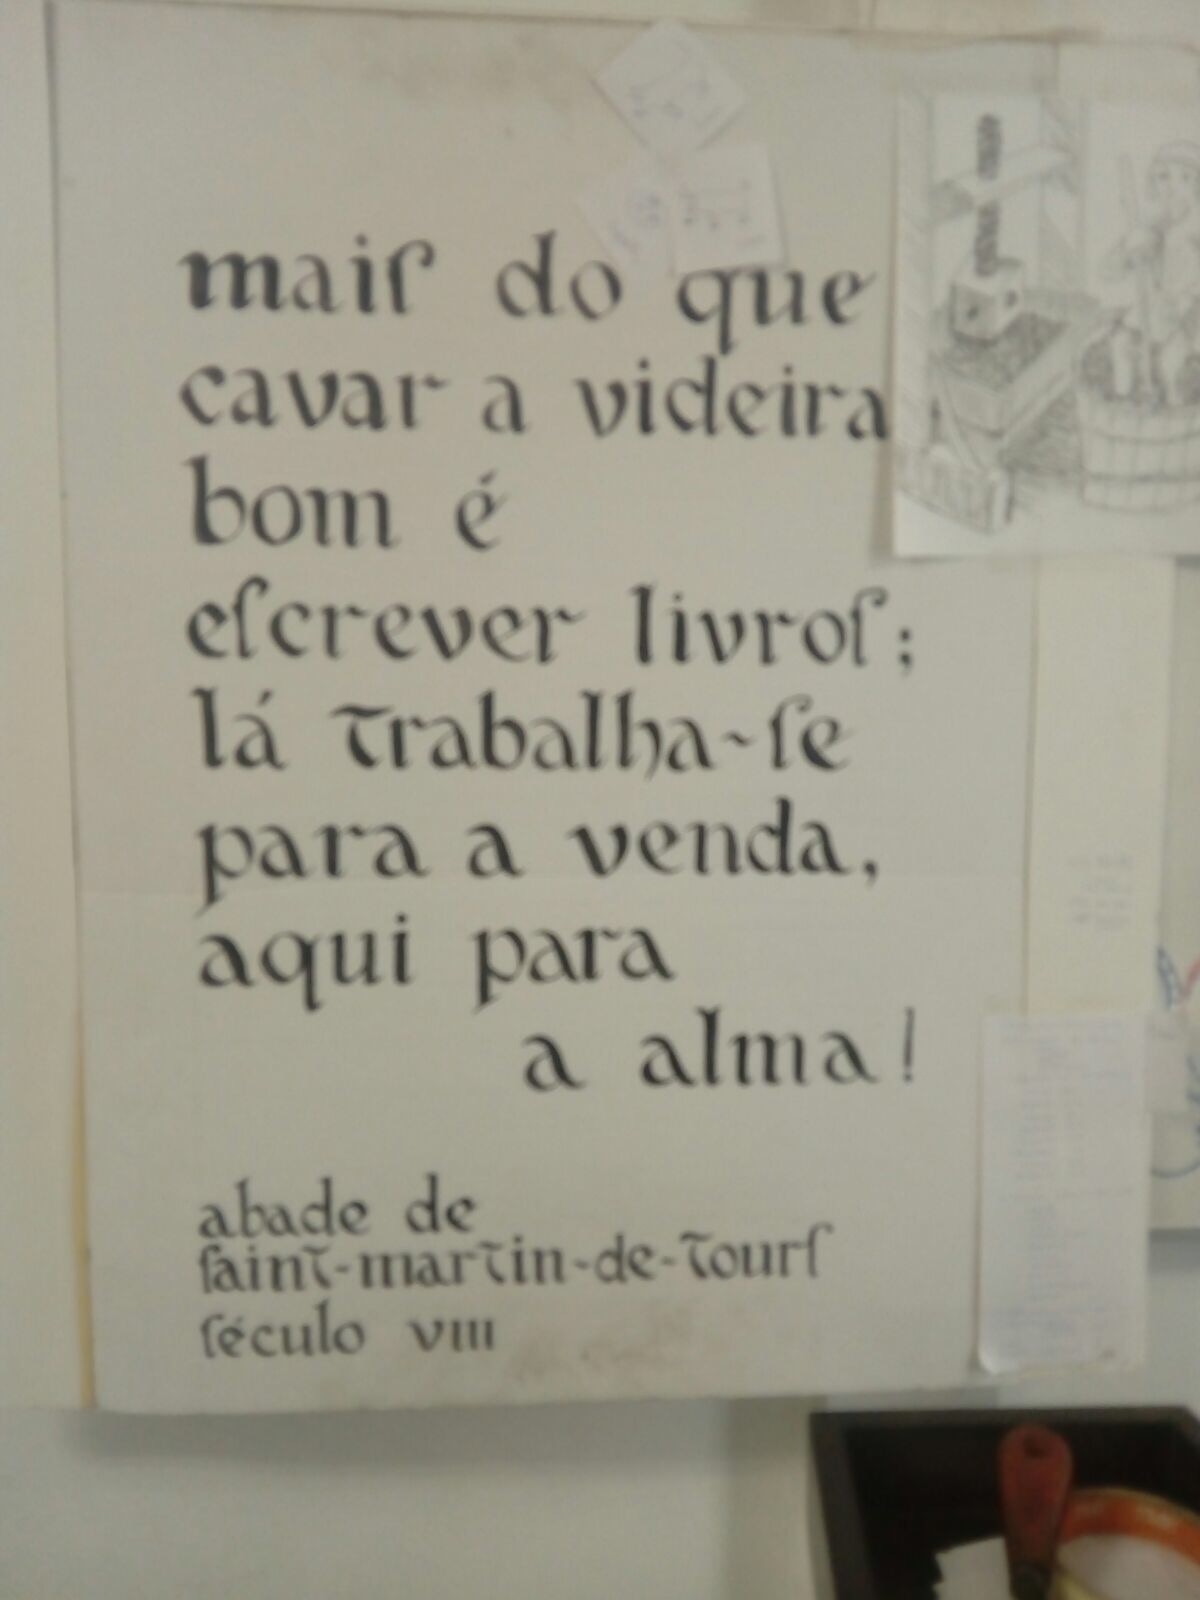 maiſ do que
cavar a videira
bom é
eſcrever livroſ;
lá trabalha-ſe
para a venda,
aqui para
a alma!
abade de
ſaint-martin-de-tourſ
ſéculo viii